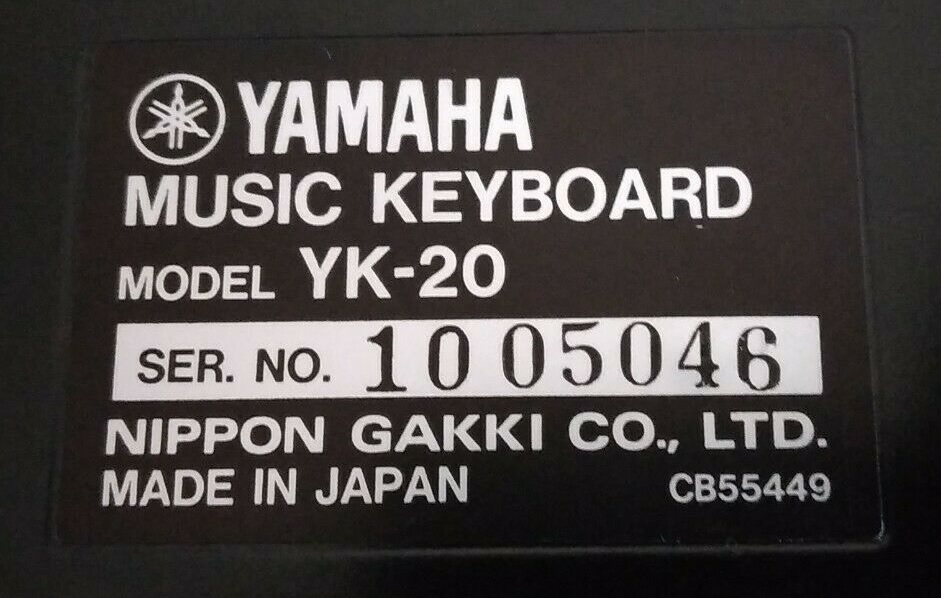 YAMAHA
MUSIC KEYBOARD
MODEL YK-20
SER. NO. 1005046
NIPPON GAKKI CO., LTD.
MADE IN JAPAN CB55449